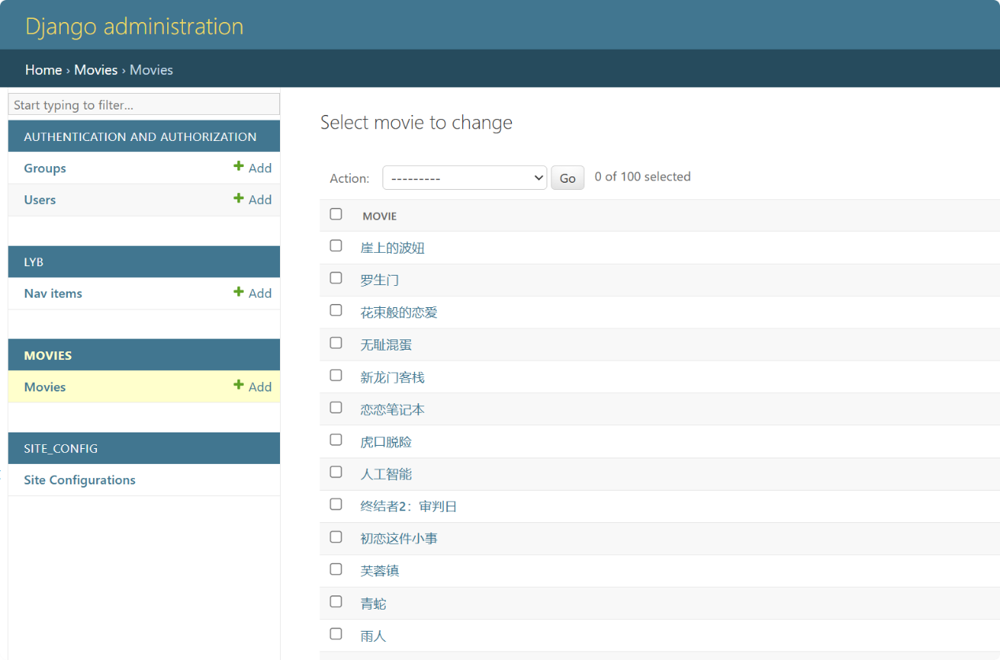 Django administration
Home › Movies › Movies
Start typing to filter...
AUTHENTICATION AND AUTHORIZATION
Groups Add
Users Add
LYB
Nav items Add
MOVIES
Movies Add
SITE_CONFIG
Site Configurations
Select movie to change
Action: --------- Go 0 of 100 selected
MOVIE
崖上的波妞
罗生门
花束般的恋爱
无耻混蛋
新龙门客栈
恋恋笔记本
虎口脱险
人工智能
终结者2：审判日
初恋这件小事
芙蓉镇
青蛇
雨人